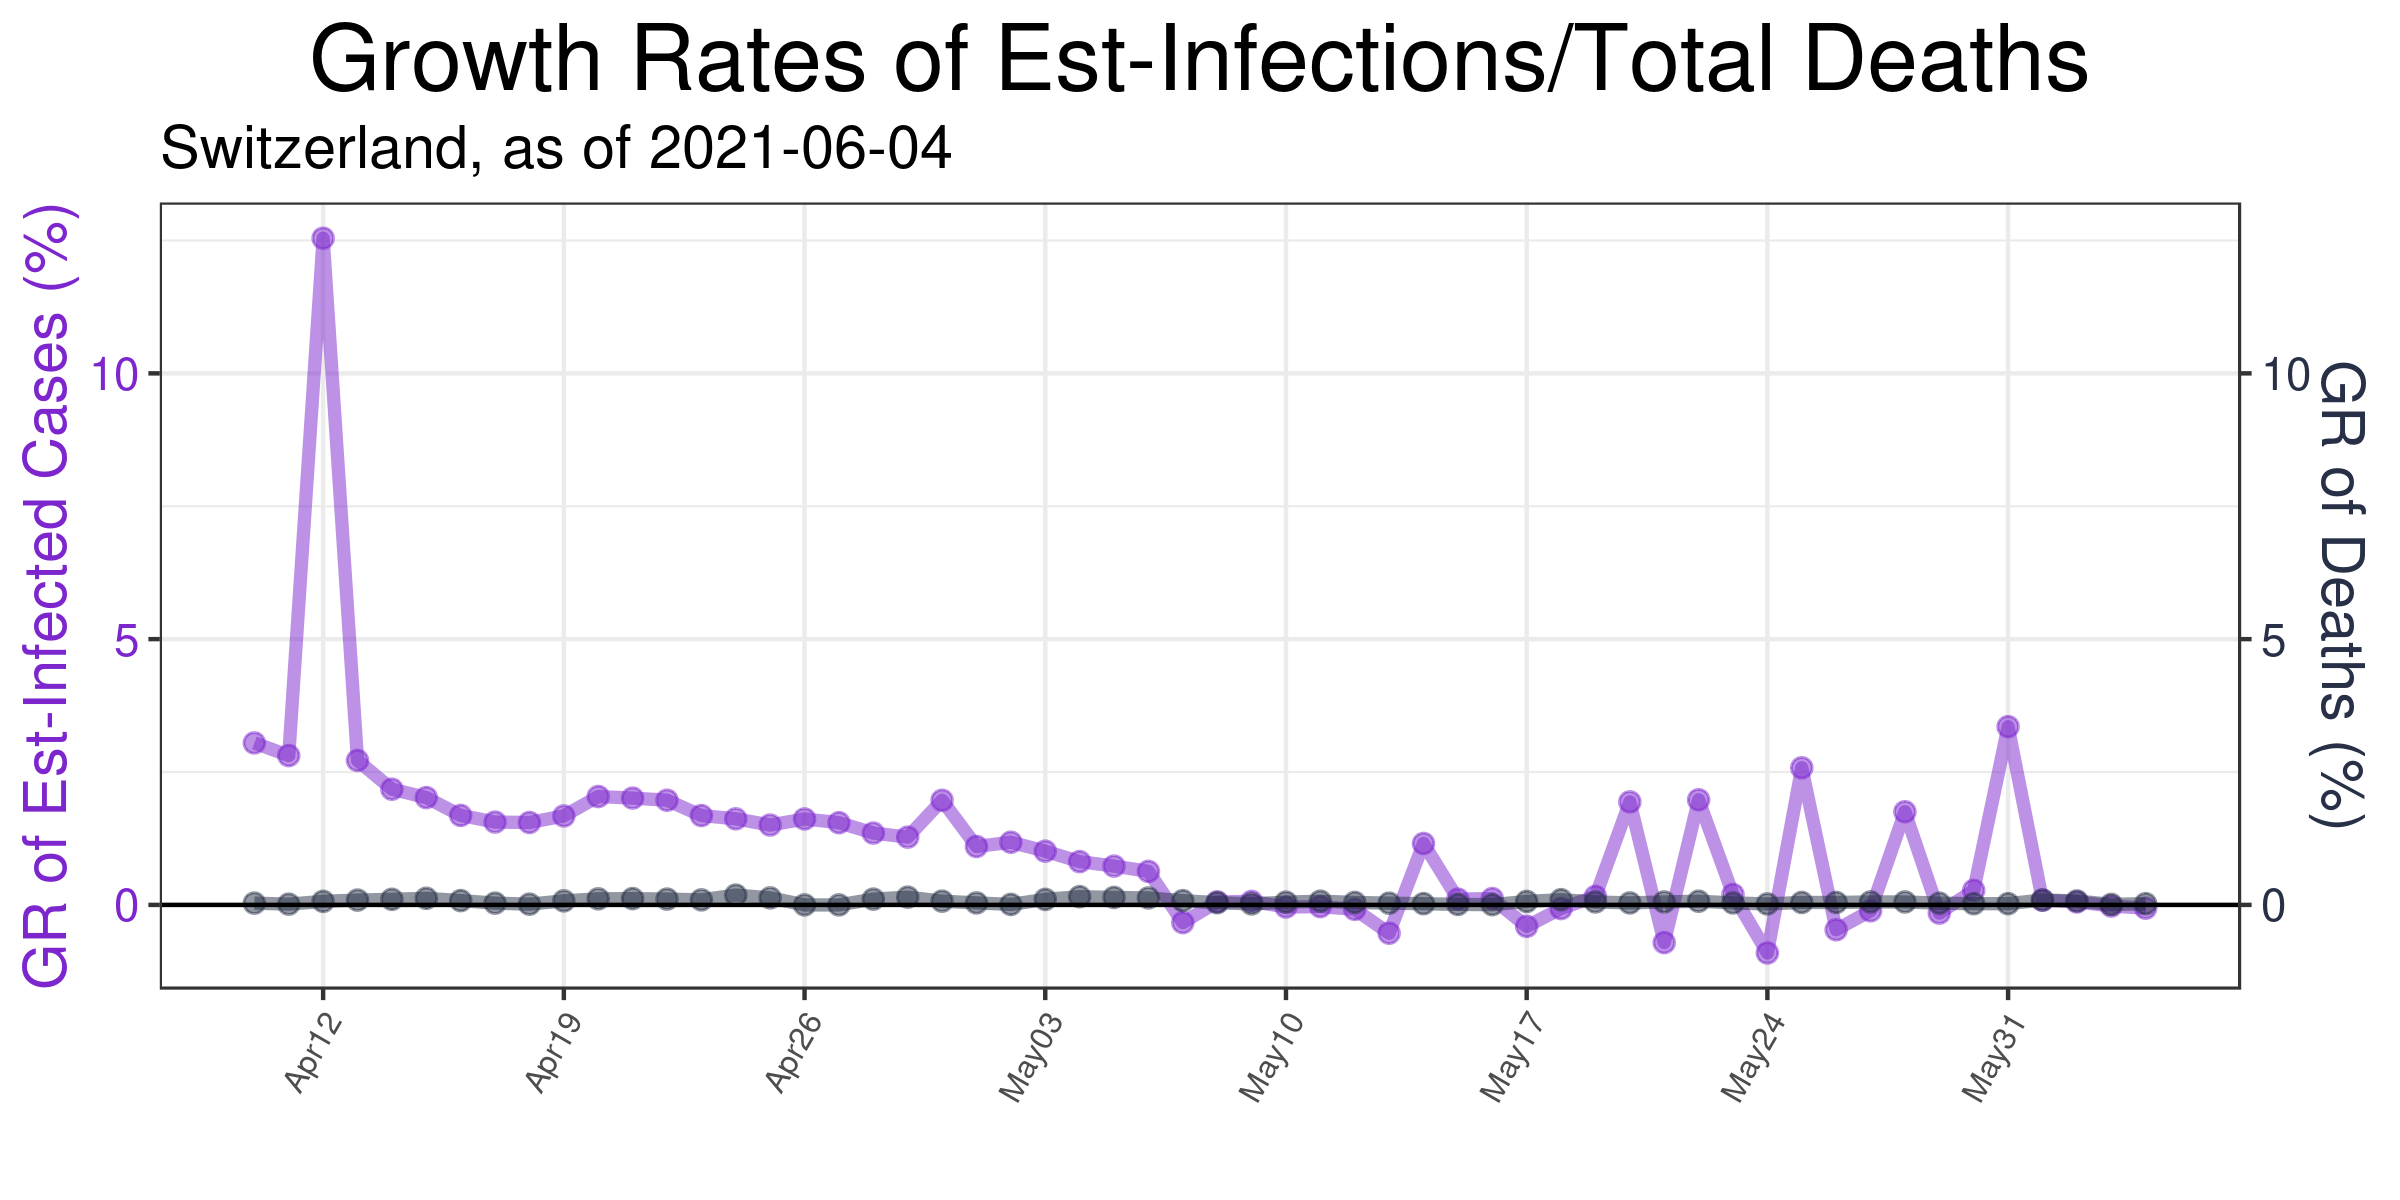 Growth Rates of Est-Infections/Total Deaths
Switzerland, as of 2021-06-04
GR of Est-Infected Cases (%)
10
5
0
10
5
0
GR of Deaths (%)
Apr12
Apr19
Apr26
May03
May10
May17
May24
May31